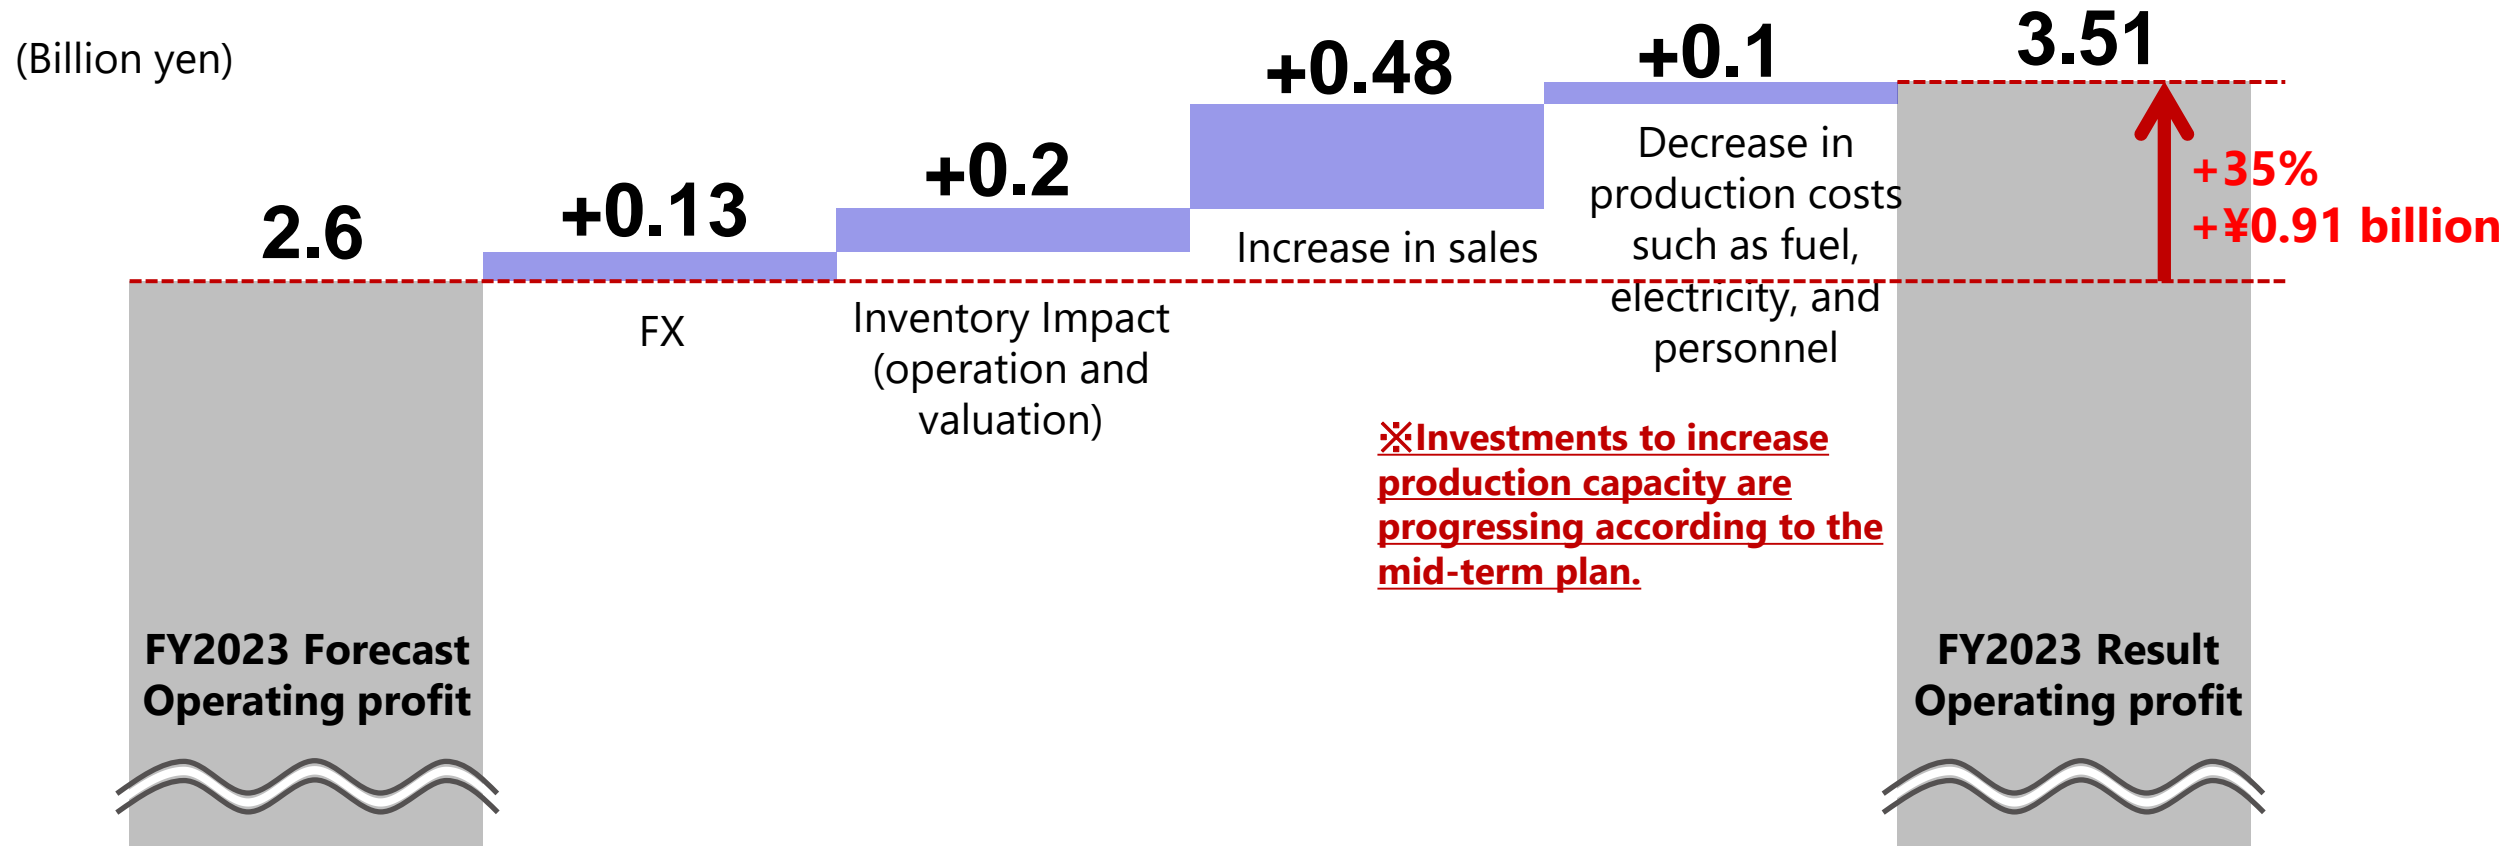 (Billion yen)
2.6
+0.13
+0.2
+0.48
+0.1
3.51
FX
Inventory Impact
(operation and
valuation)
Increase in sales
Decrease in
production costs
such as fuel,
electricity, and
personnel
+35%
+¥0.91 billion
※Investments to increase
production capacity are
progressing according to the
mid-term plan.
FY2023 Forecast
Operating profit
FY2023 Result
Operating profit